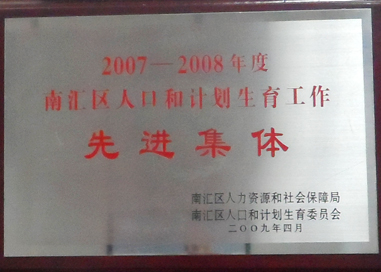 2007—2008年度
南汇区人口和计划生育工作
先进集体
南汇区人力资源和社会保障局
南汇区人口和计划生育委员会
二〇〇九年四月